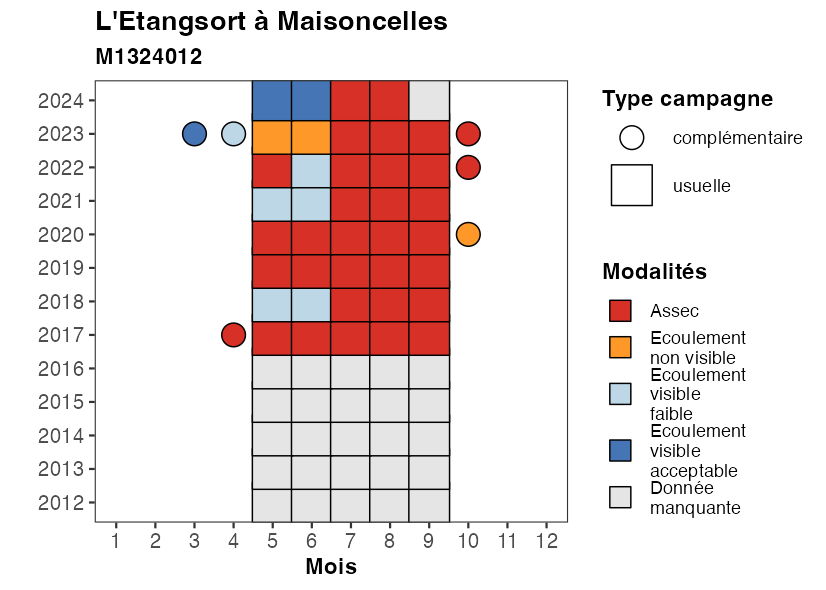 L'Etangsort à Maisoncelles
M1324012
2024
2023
2022
2021
2020
2019
2018
2017
2016
2015
2014
2013
2012
1 2 3 4 5 6 7 8 9 10 11 12
Mois
Type campagne
complémentaire
usuelle
Modalités
Assec
Ecoulement
non visible
Ecoulement
visible
faible
Ecoulement
visible
acceptable
Donnée
manquante